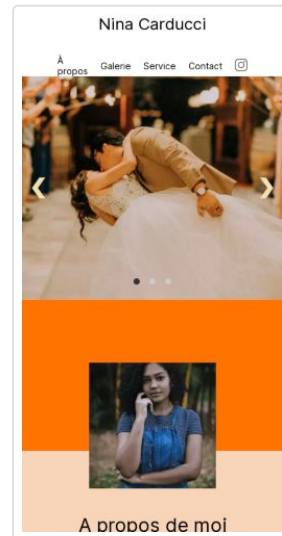 Nina Carducci
À propos Galerie Service Contact
A propos de moi